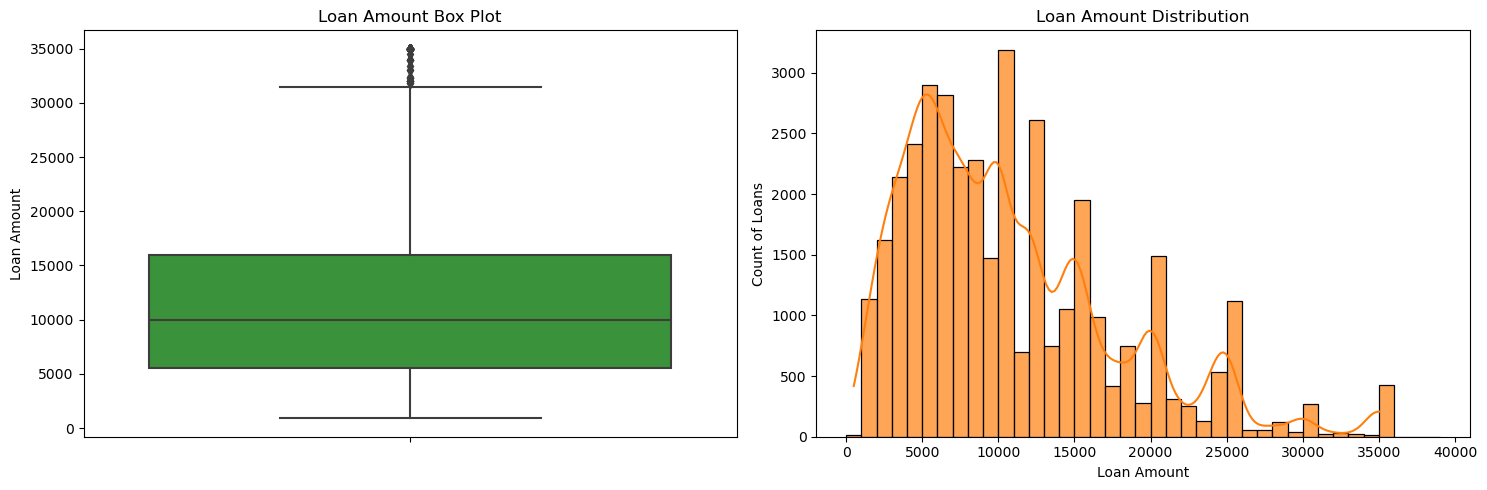 Loan Amount Box Plot
Loan Amount
35000
30000
25000
20000
15000
10000
5000
0
Loan Amount Distribution
Count of Loans
3000
2500
2000
1500
1000
500
0
0 5000 10000 15000 20000 25000 30000 35000 40000
Loan Amount